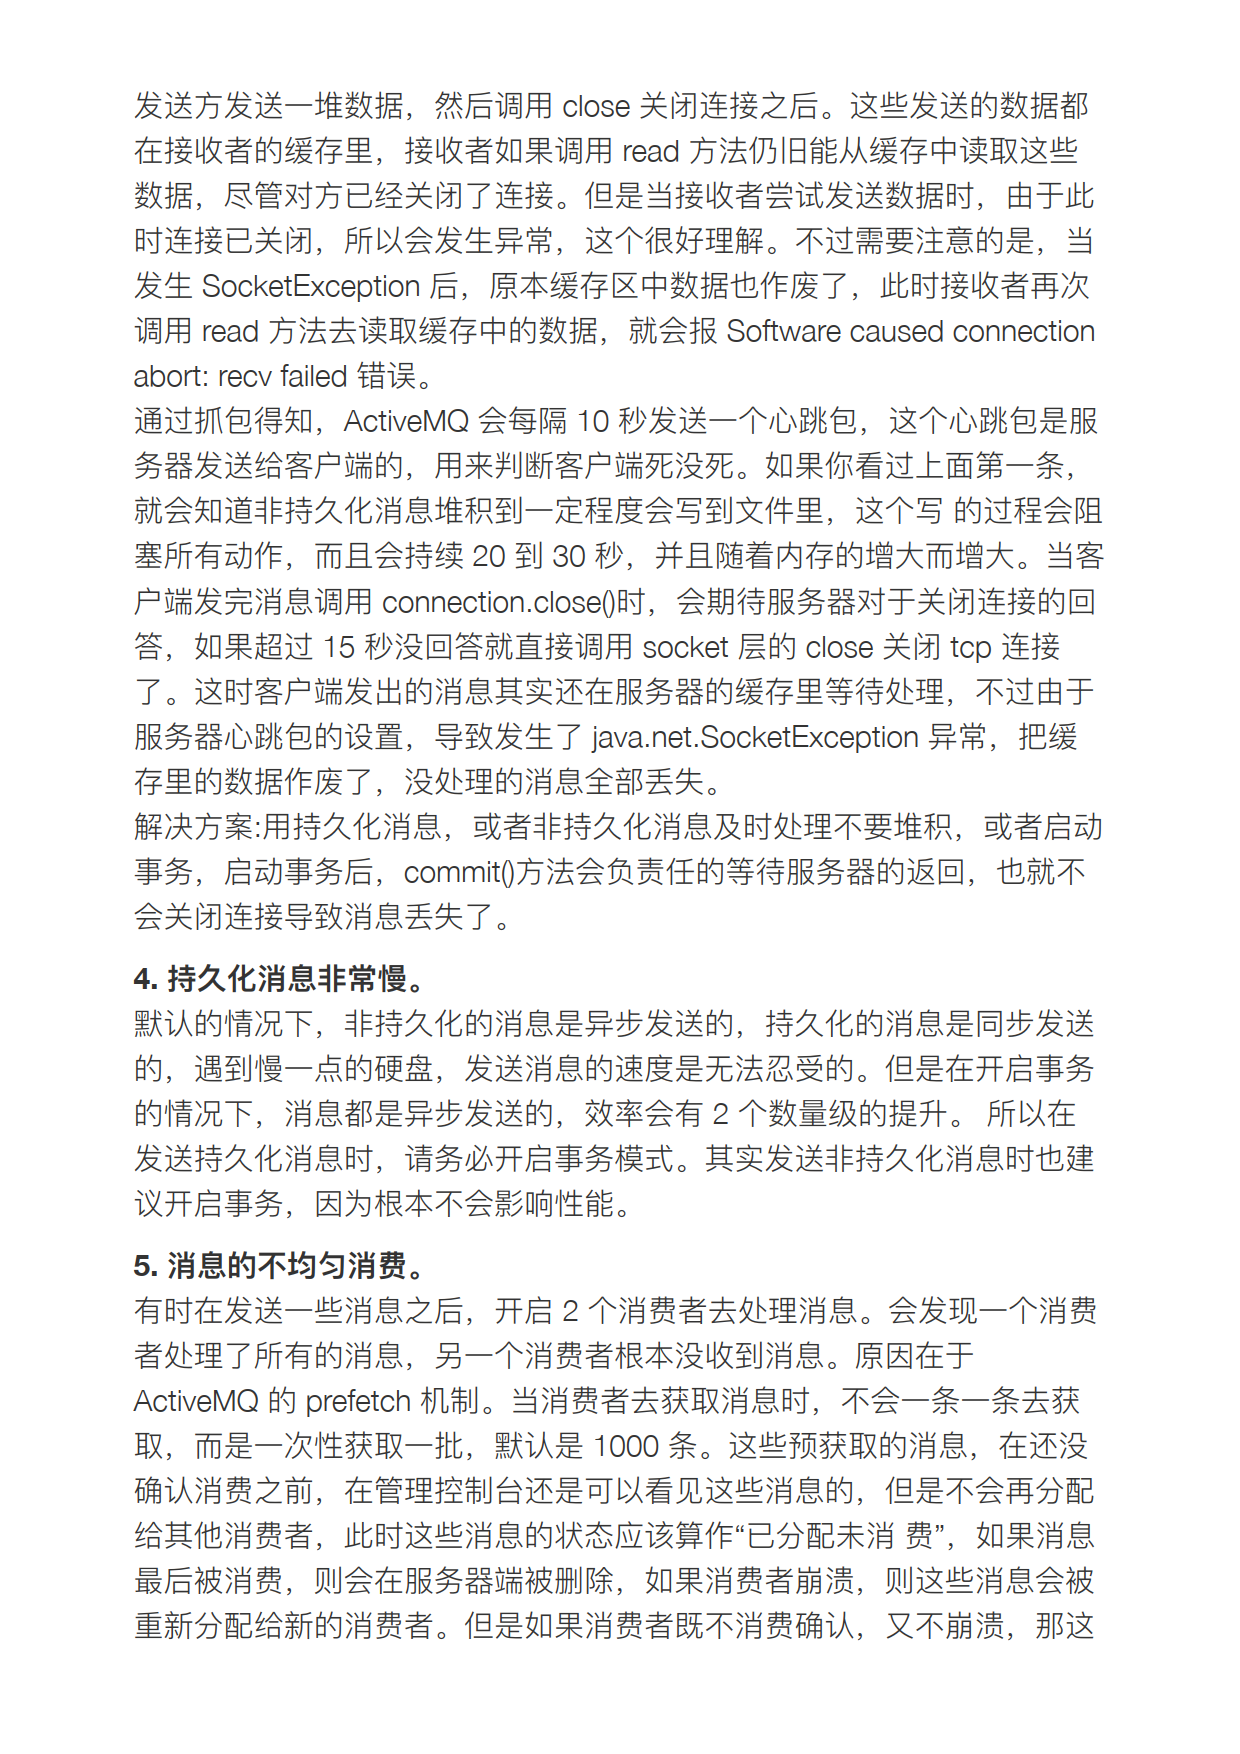 发送方发送一堆数据，然后调用 close 关闭连接之后。这些发送的数据都
在接收者的缓存里，接收者如果调用 read 方法仍旧能从缓存中读取这些
数据，尽管对方已经关闭了连接。但是当接收者尝试发送数据时，由于此
时连接已关闭，所以会发生异常，这个很好理解。不过需要注意的是，当
发生 SocketException 后，原本缓存区中数据也作废了，此时接收者再次
调用 read 方法去读取缓存中的数据，就会报 Software caused connection
abort: recv failed 错误。
通过抓包得知，ActiveMQ 会每隔 10 秒发送一个心跳包，这个心跳包是服
务器发送给客户端的，用来判断客户端死没死。如果你看过上面第一条，
就会知道非持久化消息堆积到一定程度会写到文件里，这个写 的过程会阻
塞所有动作，而且会持续 20 到 30 秒，并且随着内存的增大而增大。当客
户端发完消息调用 connection.close()时，会期待服务器对于关闭连接的回
答，如果超过 15 秒没回答就直接调用 socket 层的 close 关闭 tcp 连接
了。这时客户端发出的消息其实还在服务器的缓存里等待处理，不过由于
服务器心跳包的设置，导致发生了 java.net.SocketException 异常，把缓
存里的数据作废了，没处理的消息全部丢失。
解决方案:用持久化消息，或者非持久化消息及时处理不要堆积，或者启动
事务，启动事务后，commit()方法会负责任的等待服务器的返回，也就不
会关闭连接导致消息丢失了。
4. 持久化消息非常慢。
默认的情况下，非持久化的消息是异步发送的，持久化的消息是同步发送
的，遇到慢一点的硬盘，发送消息的速度是无法忍受的。但是在开启事务
的情况下，消息都是异步发送的，效率会有 2 个数量级的提升。 所以在
发送持久化消息时，请务必开启事务模式。其实发送非持久化消息时也建
议开启事务，因为根本不会影响性能。
5. 消息的不均匀消费。
有时在发送一些消息之后，开启 2 个消费者去处理消息。会发现一个消费
者处理了所有的消息，另一个消费者根本没收到消息。原因在于
ActiveMQ 的 prefetch 机制。当消费者去获取消息时，不会一条一条去获
取，而是一次性获取一批，默认是 1000 条。这些预获取的消息，在还没
确认消费之前，在管理控制台还是可以看见这些消息的，但是不会再分配
给其他消费者，此时这些消息的状态应该算作“已分配未消 费”，如果消息
最后被消费，则会在服务器端被删除，如果消费者崩溃，则这些消息会被
重新分配给新的消费者。但是如果消费者既不消费确认，又不崩溃，那这